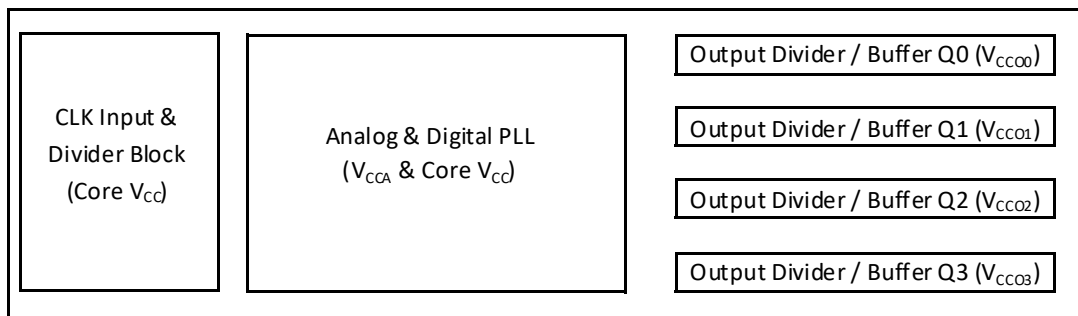 CLK Input &
Divider Block
(Core VCC)
Analog & Digital PLL
(VCCA & Core VCC)
Output Divider / Buffer Q0 (VCCO0)
Output Divider / Buffer Q1 (VCCO1)
Output Divider / Buffer Q2 (VCCO2)
Output Divider / Buffer Q3 (VCCO3)